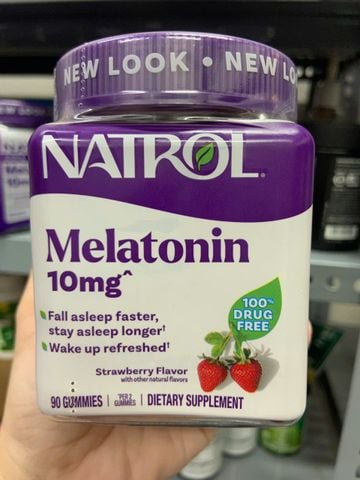 NEW LOOK • NEW LO
NATROL®
Melatonin
10mg^
Fall asleep faster,
stay asleep longer†
Wake up refreshed†
100%
DRUG
FREE
Strawberry Flavor
with other natural flavors
90 GUMMIES | ^PER 2 GUMMIES | DIETARY SUPPLEMENT